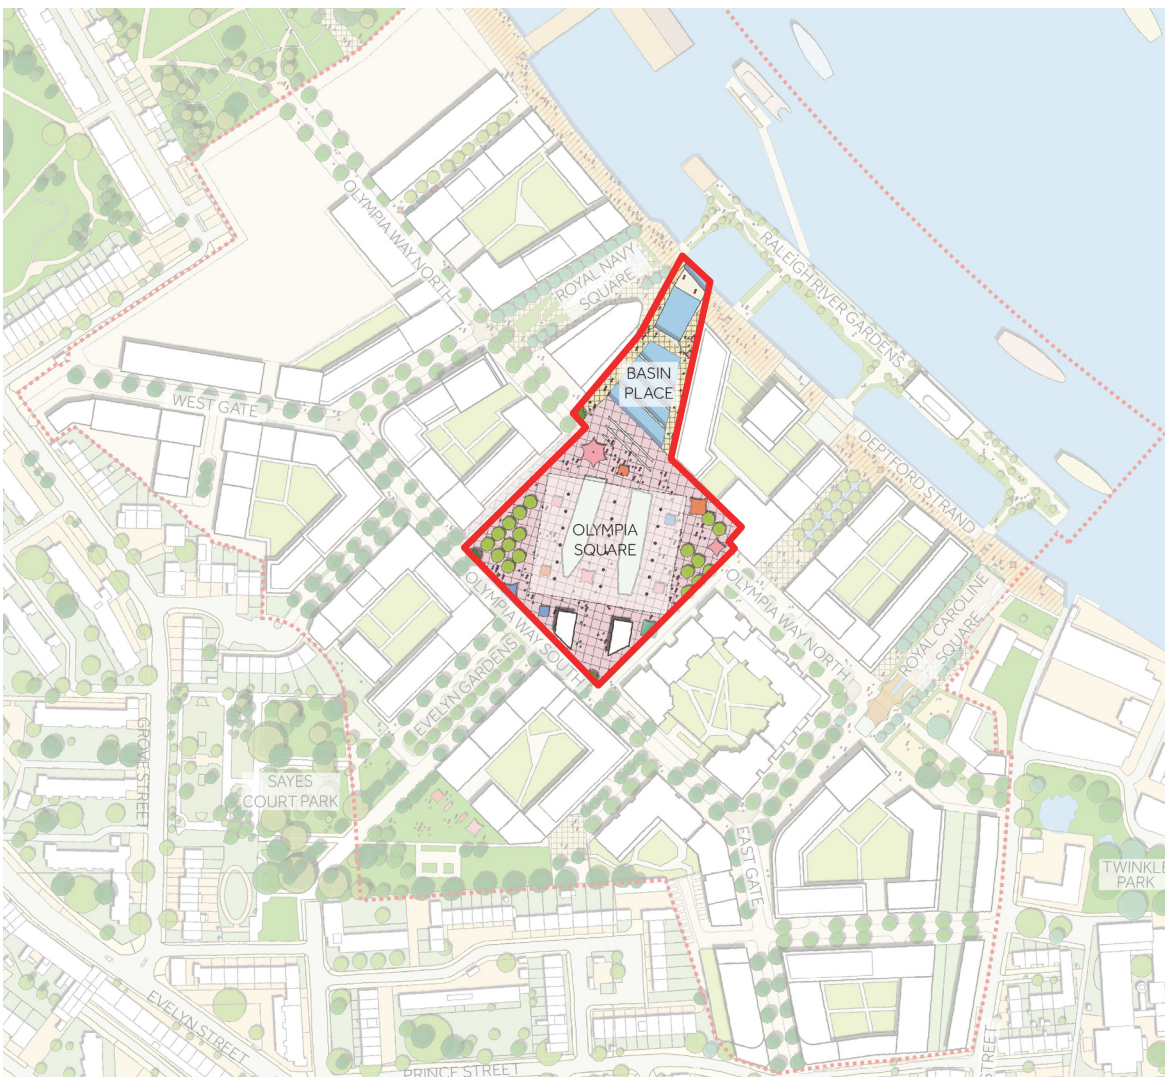 OLYMPIA WAY NORTH
ROYAL NAVY
SQUARE
RALEIGH RIVER GARDENS
BASIN
PLACE
WEST GATE
DEPTFORD STRAND
OLYMPIA
SQUARE
OLYMPIA WAY SOUTH
OLYMPIA WAY NORTH
ROYAL CAROLINE
SQUARE
EVELYN GARDENS
GROVE STREET
SAYES
COURT PARK
EAST GATE
TWINKLE
PARK
EVELYN STREET
PRINCE STREET
STREET